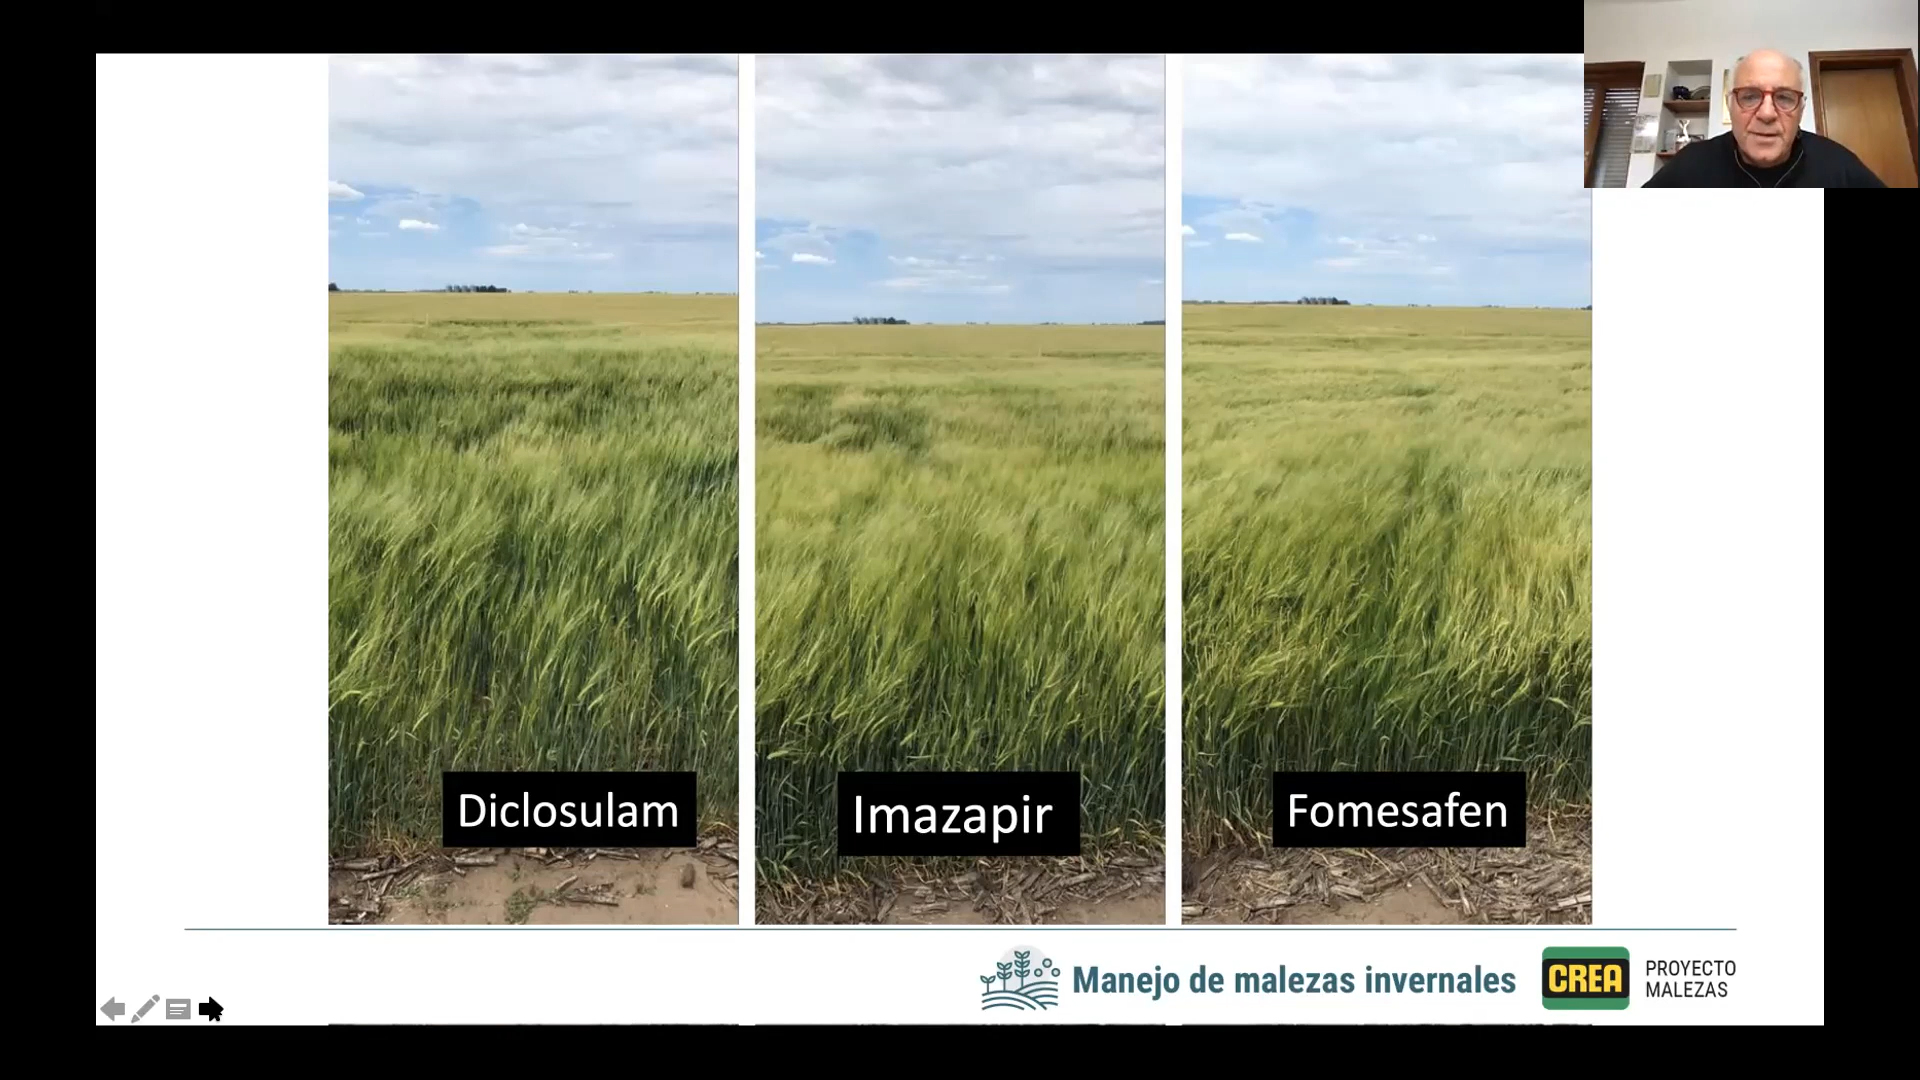 Diclosulam
Imazapir
Fomesafen
Manejo de malezas invernales
CREA
PROYECTO
MALEZAS